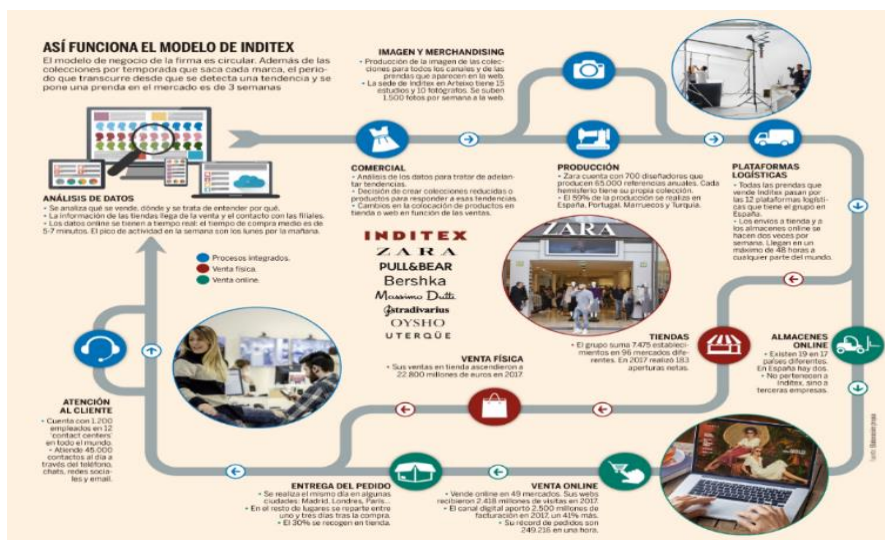 ASÍ FUNCIONA EL MODELO DE INDITEX
El modelo de negocio de la firma es circular. Además de las
colecciones por temporada que saca cada marca, el perio-
do que transcurre desde que se detecta una tendencia y se
pone una prenda en el mercado es de 3 semanas
IMAGEN Y MERCHANDISING
• Producción de la imagen de las colec-
ciones para todos los canales y de las
prendas que aparecen en la web.
• La sede de Inditex en Arteixo tiene 15
estudios y 10 fotógrafos. Se suben
1.500 fotos por semana a la web.
ANÁLISIS DE DATOS
• Se analiza qué se vende, dónde y se trata de entender por qué.
• La información de las tiendas llega de la venta y el contacto con las filiales.
• Los datos online se tienen a tiempo real: el tiempo de compra medio es de
5-7 minutos. El pico de actividad en la semana son los lunes por la mañana.
COMERCIAL
• Análisis de los datos para tratar de adelan-
tar tendencias.
• Decisión de crear colecciones reducidas o
productos para responder a esas tendencias.
• Cambios en la colocación de productos en
tienda o web en función de las ventas.
PRODUCCIÓN
• Zara cuenta con 700 diseñadores que
producen 65.000 referencias anuales. Cada
hemisferio tiene su propia colección.
• El 59% de la producción se realiza en
España, Portugal, Marruecos y Turquía.
PLATAFORMAS
LOGÍSTICAS
• Todas las prendas que
vende Inditex pasan por
las 12 plataformas logísti-
cas que tiene el grupo en
España.
• Los envíos a tienda y a
los almacenes online se
hacen dos veces por
semana. Llegan en un
máximo de 48 horas a
cualquier parte del mundo.
Procesos integrados.
Venta física.
Venta online.
INDITEX
ZARA
PULL&BEAR
Bershka
Massimo Dutti
Stradivarius
OYSHO
UTERQÜE
ZARA
TIENDAS
• El grupo suma 7.475 estableci-
mientos en 96 mercados dife-
rentes. En 2017 realizó 183
aperturas netas.
ALMACENES
ONLINE
• Existen 19 en 17
países diferentes.
En España hay dos.
• No pertenecen a
Inditex, sino a
terceras empresas.
VENTA FÍSICA
• Sus ventas en tienda ascendieron a
22.800 millones de euros en 2017
ATENCIÓN
AL CLIENTE
• Cuenta con 1.200
empleados en 12
'contact centers'
en todo el mundo.
• Atiende 45.000
contactos al día a
través del teléfono,
chats, redes socia-
les y email.
ENTREGA DEL PEDIDO
• Se realiza el mismo día en algunas
ciudades: Madrid, Londres, París...
• En el resto de lugares se reparte entre
uno y tres días tras la compra.
• El 30% se recogen en tienda.
VENTA ONLINE
• Vende online en 49 mercados. Sus webs
recibieron 2.418 millones de visitas en 2017.
• El canal digital aportó 2.500 millones de
facturación en 2017, un 41% más.
• Su récord de pedidos son
249.216 en una hora.